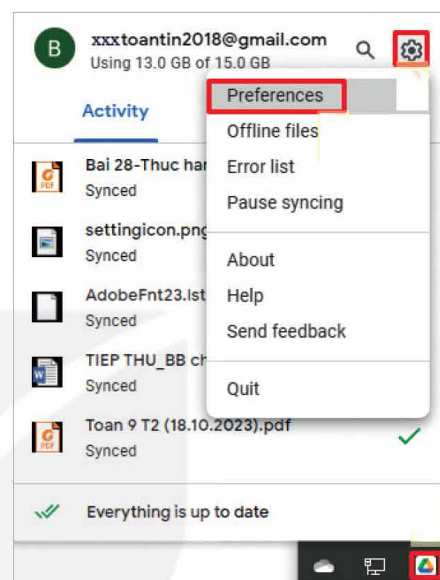 B
xxxtoantin2018@gmail.com
Using 13.0 GB of 15.0 GB
Activity
Preferences
Offline files
Error list
Pause syncing
About
Help
Send feedback
Quit
Bai 28-Thuc har
Synced
settingicon.png
Synced
AdobeFnt23.lst
Synced
TIEP THU_BB ch
Synced
Toan 9 T2 (18.10.2023).pdf
Synced
Everything is up to date